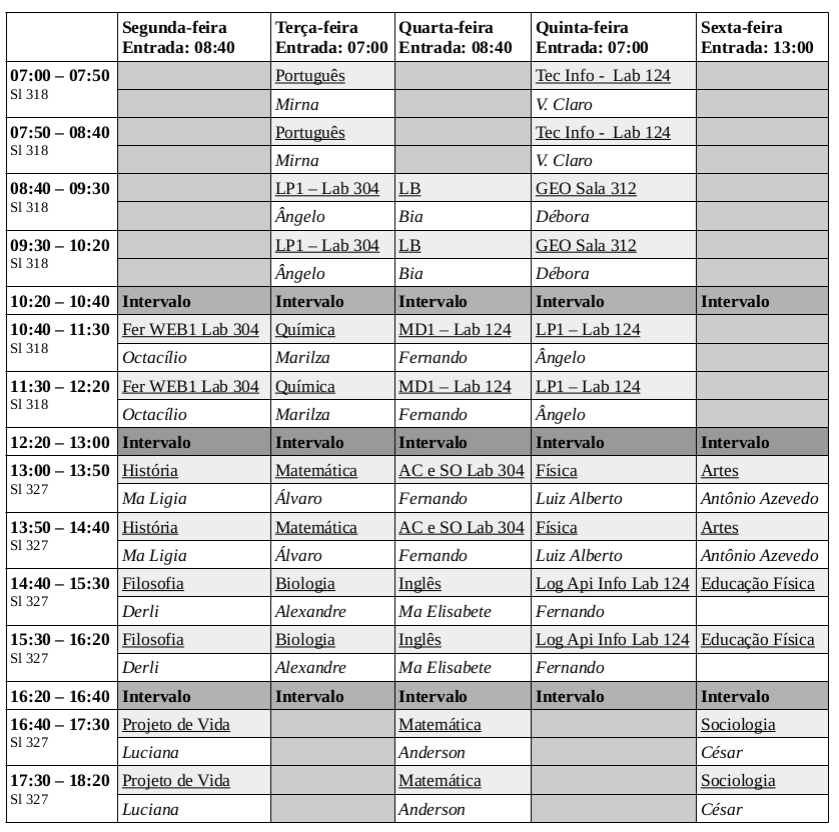 Segunda-feira Terça-feira Quarta-feira Quinta-feira Sexta-feira
Entrada: 08:40 Entrada: 07:00 Entrada: 08:40 Entrada: 07:00 Entrada: 13:00
07:00 – 07:50 Português Tec Info - Lab 124
Sl 318 Mirna V. Claro
07:50 – 08:40 Português Tec Info - Lab 124
Sl 318 Mirna V. Claro
08:40 – 09:30 LP1 – Lab 304 LB GEO Sala 312
Sl 318 Ângelo Bia Débora
09:30 – 10:20 LP1 – Lab 304 LB GEO Sala 312
Sl 318 Ângelo Bia Débora
10:20 – 10:40 Intervalo Intervalo Intervalo Intervalo Intervalo
10:40 – 11:30 Fer WEB1 Lab 304 Química MD1 – Lab 124 LP1 – Lab 124
Sl 318 Octacílio Marilza Fernando Ângelo
11:30 – 12:20 Fer WEB1 Lab 304 Química MD1 – Lab 124 LP1 – Lab 124
Sl 318 Octacílio Marilza Fernando Ângelo
12:20 – 13:00 Intervalo Intervalo Intervalo Intervalo Intervalo
13:00 – 13:50 História Matemática AC e SO Lab 304 Física Artes
Sl 327 Ma Ligia Álvaro Fernando Luiz Alberto Antônio Azevedo
13:50 – 14:40 História Matemática AC e SO Lab 304 Física Artes
Sl 327 Ma Ligia Álvaro Fernando Luiz Alberto Antônio Azevedo
14:40 – 15:30 Filosofia Biologia Inglês Log Api Info Lab 124 Educação Física
Sl 327 Derli Alexandre Ma Elisabete Fernando
15:30 – 16:20 Filosofia Biologia Inglês Log Api Info Lab 124 Educação Física
Sl 327 Derli Alexandre Ma Elisabete Fernando
16:20 – 16:40 Intervalo Intervalo Intervalo Intervalo Intervalo
16:40 – 17:30 Projeto de Vida Matemática Sociologia
Sl 327 Luciana Anderson César
17:30 – 18:20 Projeto de Vida Matemática Sociologia
Sl 327 Luciana Anderson César